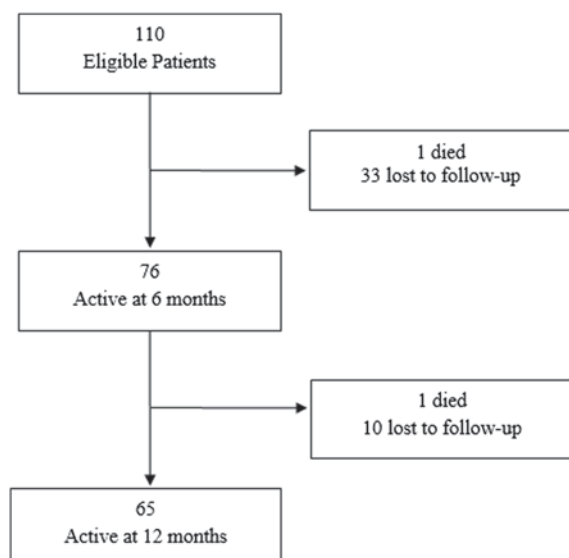 110
Eligible Patients
1 died
33 lost to follow-up
76
Active at 6 months
1 died
10 lost to follow-up
65
Active at 12 months